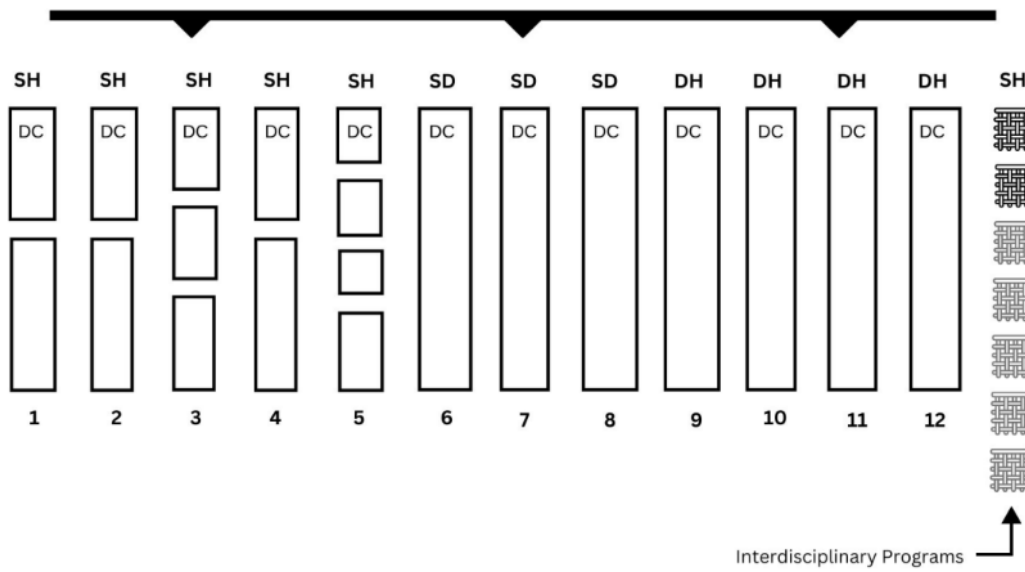 SH SH SH SH SH SD SD SD DH DH DH DH SH
DC DC DC DC DC DC DC DC DC DC DC DC
1 2 3 4 5 6 7 8 9 10 11 12
Interdisciplinary Programs